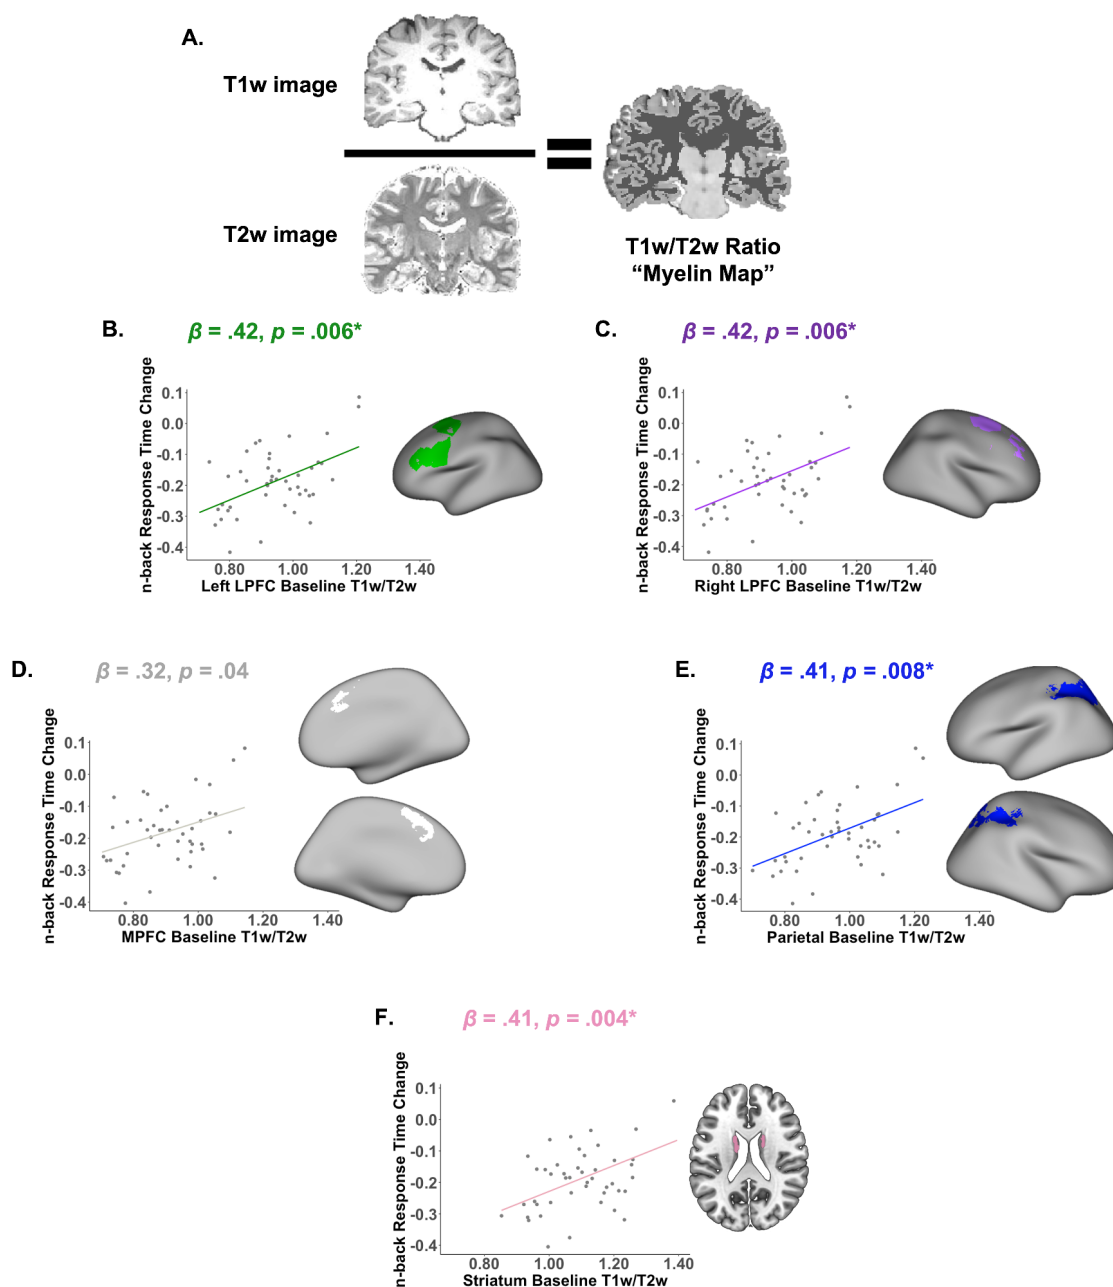 A.
T1w image
T2w image
T1w/T2w Ratio
“Myelin Map”
B.
β = .42, p = .006*
n-back Response Time Change
0.1
0.0
-0.1
-0.2
-0.3
-0.4
0.80
1.00
1.20
1.40
Left LPFC Baseline T1w/T2w
C.
β = .42, p = .006*
n-back Response Time Change
0.1
0.0
-0.1
-0.2
-0.3
-0.4
0.80
1.00
1.20
1.40
Right LPFC Baseline T1w/T2w
D.
β = .32, p = .04
n-back Response Time Change
0.1
0.0
-0.1
-0.2
-0.3
-0.4
0.80
1.00
1.20
1.40
MPFC Baseline T1w/T2w
E.
β = .41, p = .008*
n-back Response Time Change
0.1
0.0
-0.1
-0.2
-0.3
-0.4
0.80
1.00
1.20
1.40
Parietal Baseline T1w/T2w
F.
β = .41, p = .004*
n-back Response Time Change
0.1
0.0
-0.1
-0.2
-0.3
-0.4
0.80
1.00
1.20
1.40
Striatum Baseline T1w/T2w